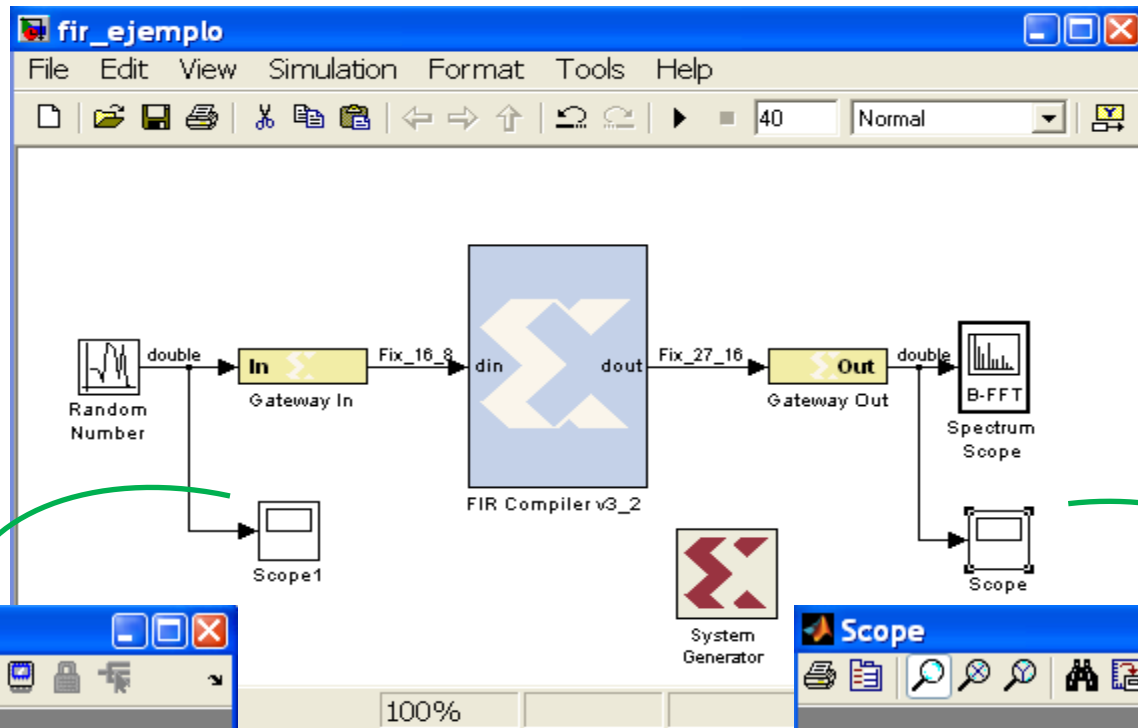 fir_ejemplo
File Edit View Simulation Format Tools Help
40 Normal
double
In
Fix_16_8
din
dout
Fix_27_16
Out
double
B-FFT
Random
Number
Gateway In
Gateway Out
Spectrum
Scope
FIR Compiler v3_2
Scope1
Scope
System
Generator
Scope
100%